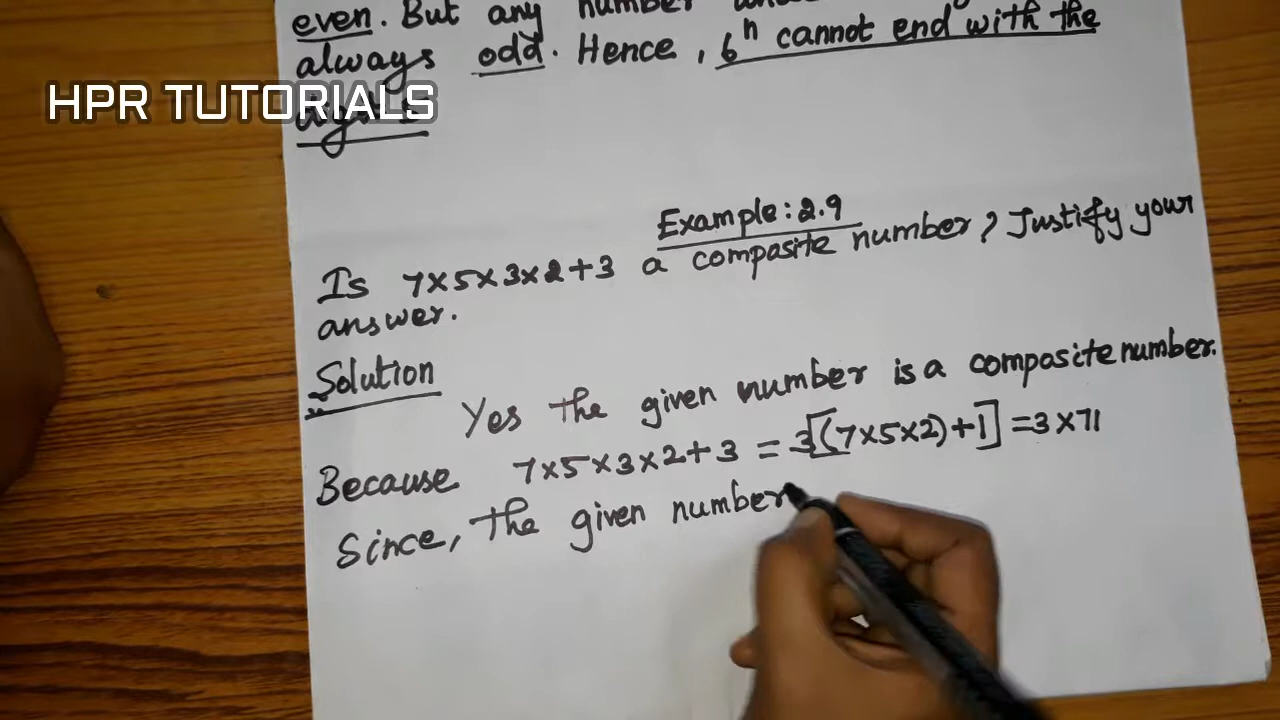 even. But any number
always odd. Hence, 6ⁿ cannot end with the
HPR TUTORIALS
Example: 2.9
Is 7×5×3×2+3 a composite number? Justify your
answer.
Solution
Yes the given number is a composite number.
Because 7×5×3×2+3 = 3[(7×5×2)+1] = 3×71
Since, the given number